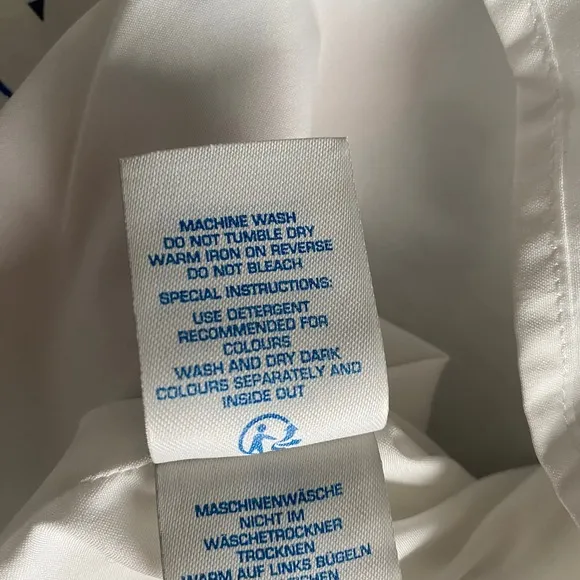 MACHINE WASH
DO NOT TUMBLE DRY
WARM IRON ON REVERSE
DO NOT BLEACH
SPECIAL INSTRUCTIONS:
USE DETERGENT
RECOMMENDED FOR
COLOURS
WASH AND DRY DARK
COLOURS SEPARATELY AND
INSIDE OUT
MASCHINENWÄSCHE
NICHT IM
WÄSCHETROCKNER
TROCKNEN
WARM AUF LINKS BÜGELN